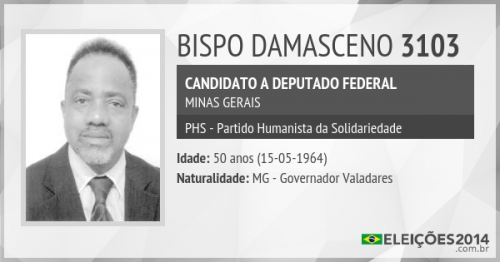 BISPO DAMASCENO 3103
CANDIDATO A DEPUTADO FEDERAL
MINAS GERAIS
PHS - Partido Humanista da Solidariedade
Idade: 50 anos (15-05-1964)
Naturalidade: MG - Governador Valadares
ELEIÇÕES2014
.com.br